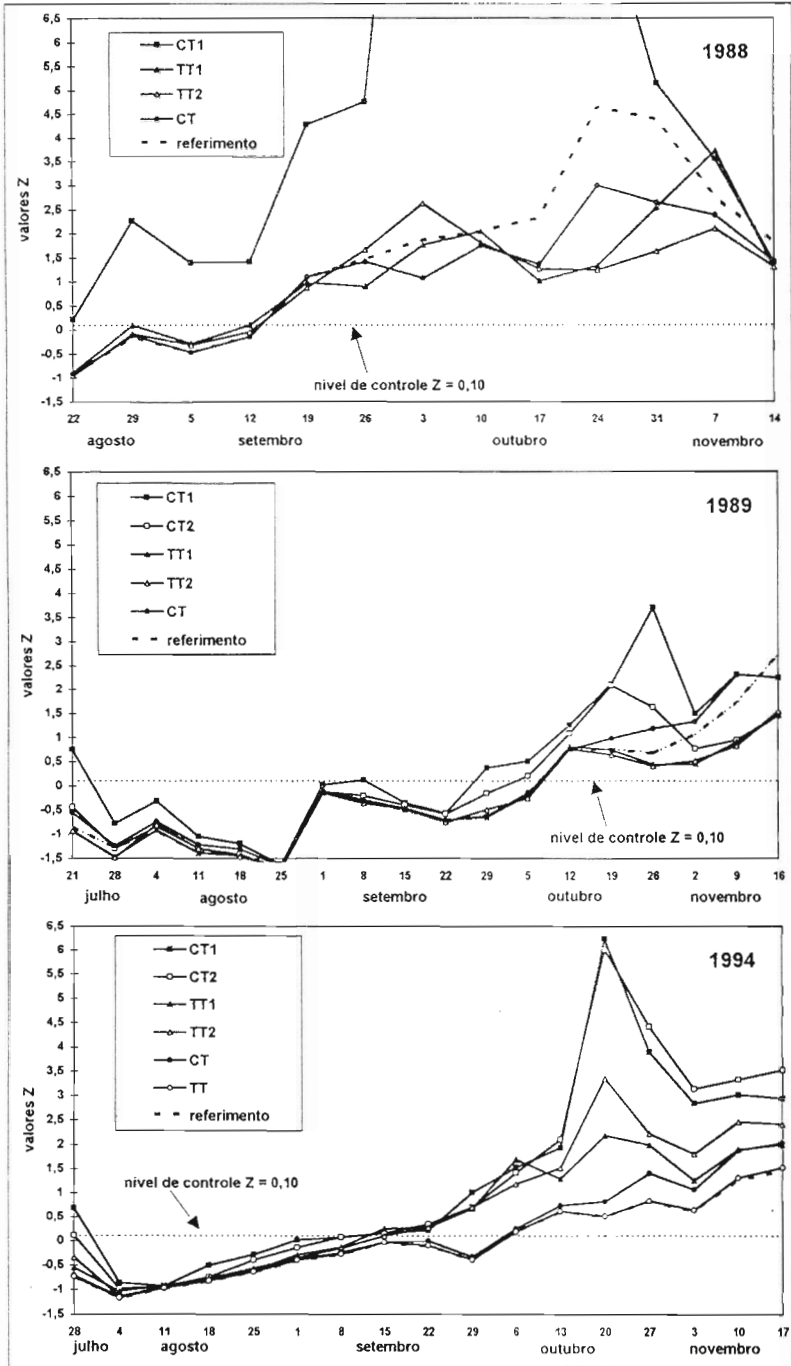 1988
6,5
6
5,5
5
4,5
4
3,5
3
2,5
2
1,5
1
0,5
0
-0,5
-1
-1,5
valores Z
CT1
TT1
TT2
CT
referimento
nivel de controle Z = 0,10
22 29 5 12 19 26 3 10 17 24 31 7 14
agosto setembro outubro novembro
1989
6,5
6
5,5
5
4,5
4
3,5
3
2,5
2
1,5
1
0,5
0
-0,5
-1
-1,5
valores Z
CT1
CT2
TT1
TT2
CT
referimento
nivel de controle Z = 0,10
21 28 4 11 18 25 1 8 15 22 29 5 12 19 26 2 9 16
julho agosto setembro outubro novembro
1994
6,5
6
5,5
5
4,5
4
3,5
3
2,5
2
1,5
1
0,5
0
-0,5
-1
-1,5
valores Z
CT1
CT2
TT1
TT2
CT
TT
referimento
nivel de controle Z = 0,10
28 4 11 18 25 1 8 15 22 29 6 13 20 27 3 10 17
julho agosto setembro outubro novembro